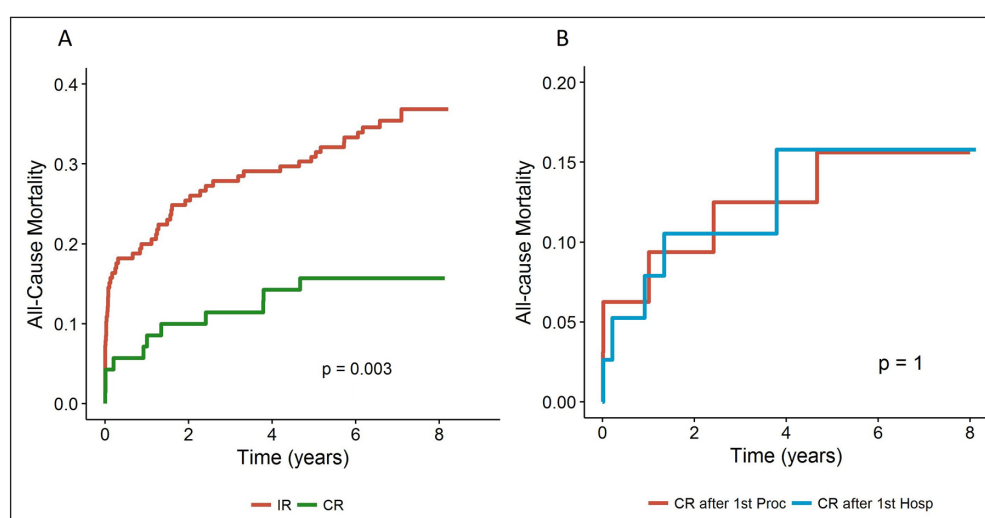 A
All-Cause Mortality
0.4
0.3
0.2
0.1
0.0
p = 0.003
0 2 4 6 8
Time (years)
IR CR
B
All-cause Mortality
0.20
0.15
0.10
0.05
0.00
p = 1
0 2 4 6 8
Time (years)
CR after 1st Proc CR after 1st Hosp